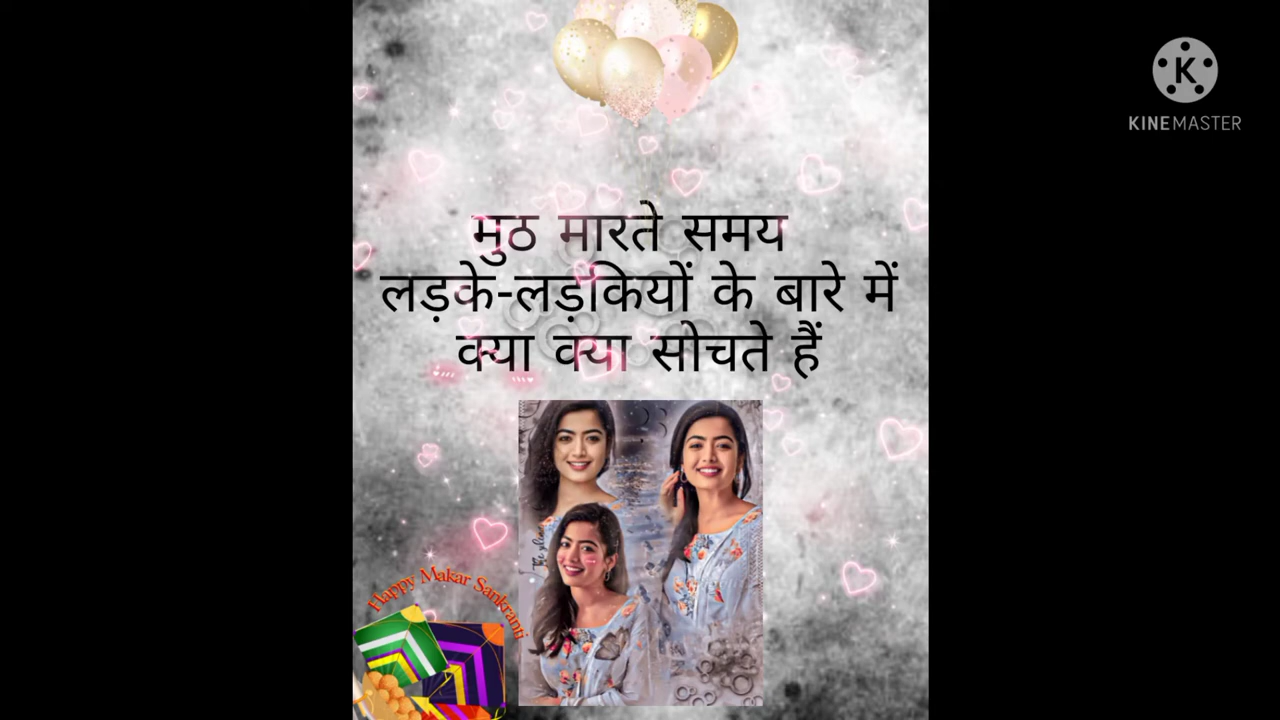 KINEMASTER
मुठ मारते समय
लड़के-लड़कियों के बारे में
क्या क्या सोचते हैं
Happy Makar Sankranti